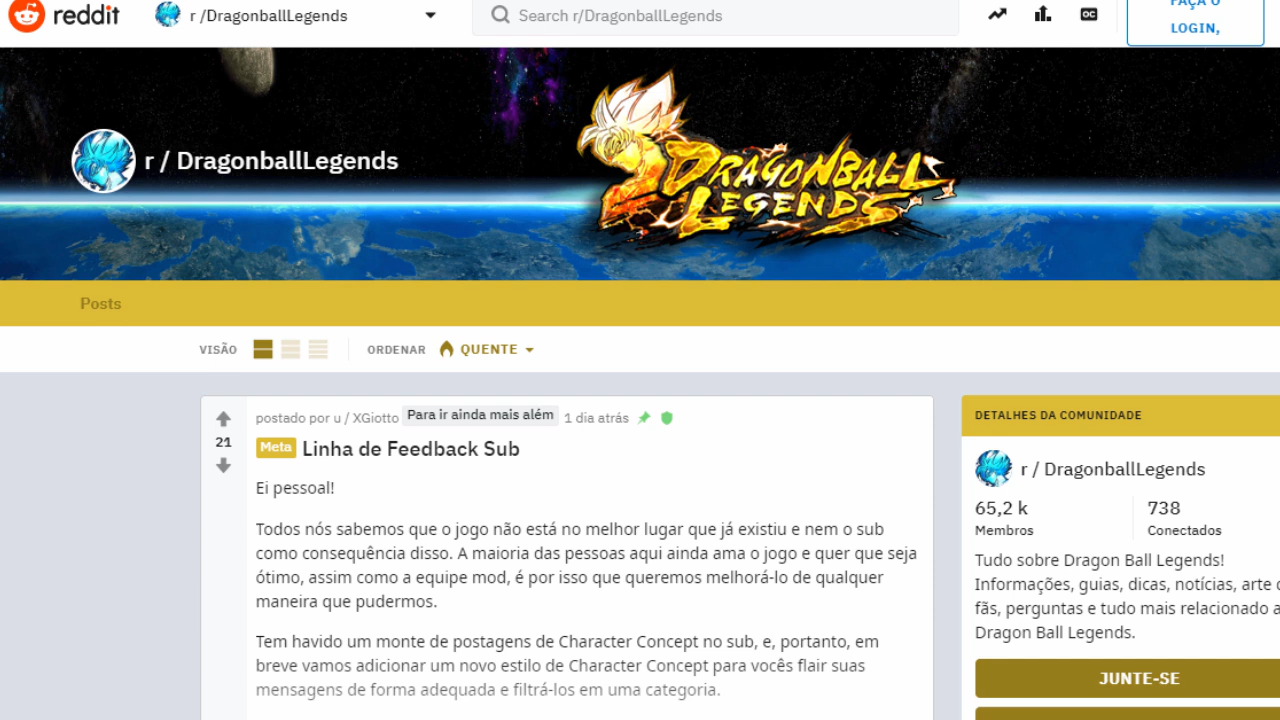 reddit
r /DragonballLegends
Search r/DragonballLegends
OC
FAÇA O
LOGIN,
r / DragonballLegends
DRAGONBALL
LEGENDS
Posts
VISÃO
ORDENAR
QUENTE
postado por u / XGiotto Para ir ainda mais além 1 dia atrás
21
Meta Linha de Feedback Sub
Ei pessoal!
Todos nós sabemos que o jogo não está no melhor lugar que já existiu e nem o sub
como consequência disso. A maioria das pessoas aqui ainda ama o jogo e quer que seja
ótimo, assim como a equipe mod, é por isso que queremos melhorá-lo de qualquer
maneira que pudermos.
Tem havido um monte de postagens de Character Concept no sub, e, portanto, em
breve vamos adicionar um novo estilo de Character Concept para vocês flair suas
mensagens de forma adequada e filtrá-los em uma categoria.
DETALHES DA COMUNIDADE
r / DragonballLegends
65,2 k
Membros
738
Conectados
Tudo sobre Dragon Ball Legends!
Informações, guias, dicas, notícias, arte
fãs, perguntas e tudo mais relacionado a
Dragon Ball Legends.
JUNTE-SE